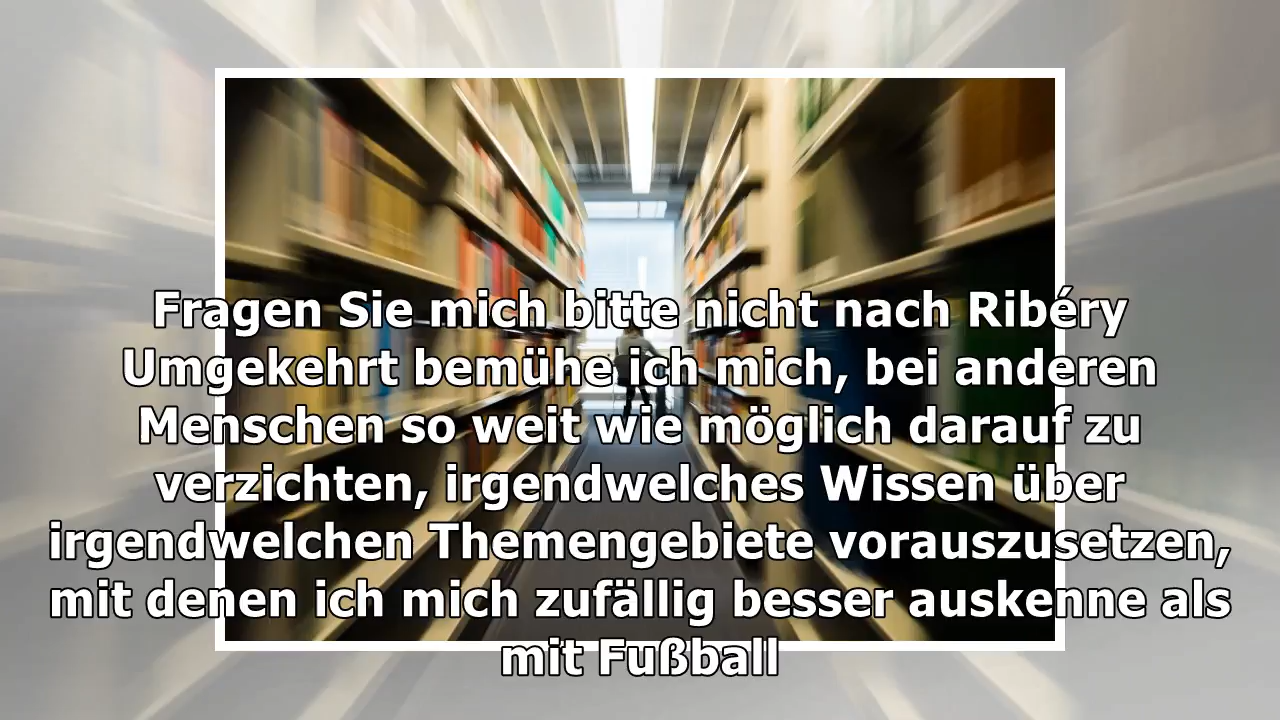 Fragen Sie mich bitte nicht nach Ribéry
Umgekehrt bemühe ich mich, bei anderen
Menschen so weit wie möglich darauf zu
verzichten, irgendwelches Wissen über
irgendwelchen Themengebiete vorauszusetzen,
mit denen ich mich zufällig besser auskenne als
mit Fußball